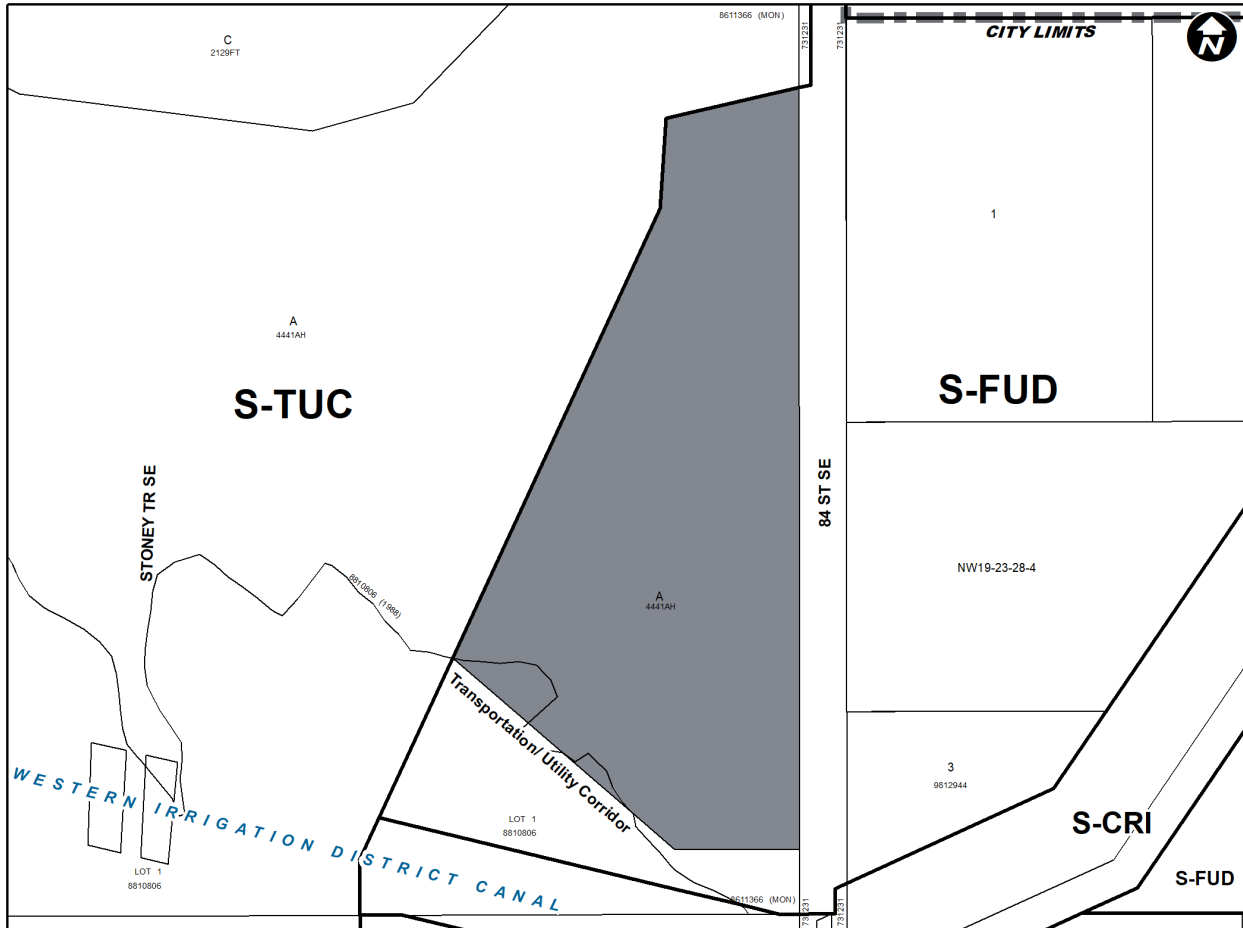 8611366 (MON)
731231
731231
CITY LIMITS
N
C
2129FT
1
A
4441AH
S-TUC
S-FUD
STONEY TR SE
84 ST SE
8810806 (1988)
NW19-23-28-4
A
4441AH
Transportation/ Utility Corridor
3
9812944
WESTERN IRRIGATION DISTRICT CANAL
LOT 1
8810806
S-CRI
LOT 1
8810806
S-FUD
8611366 (MON)
731231
731231